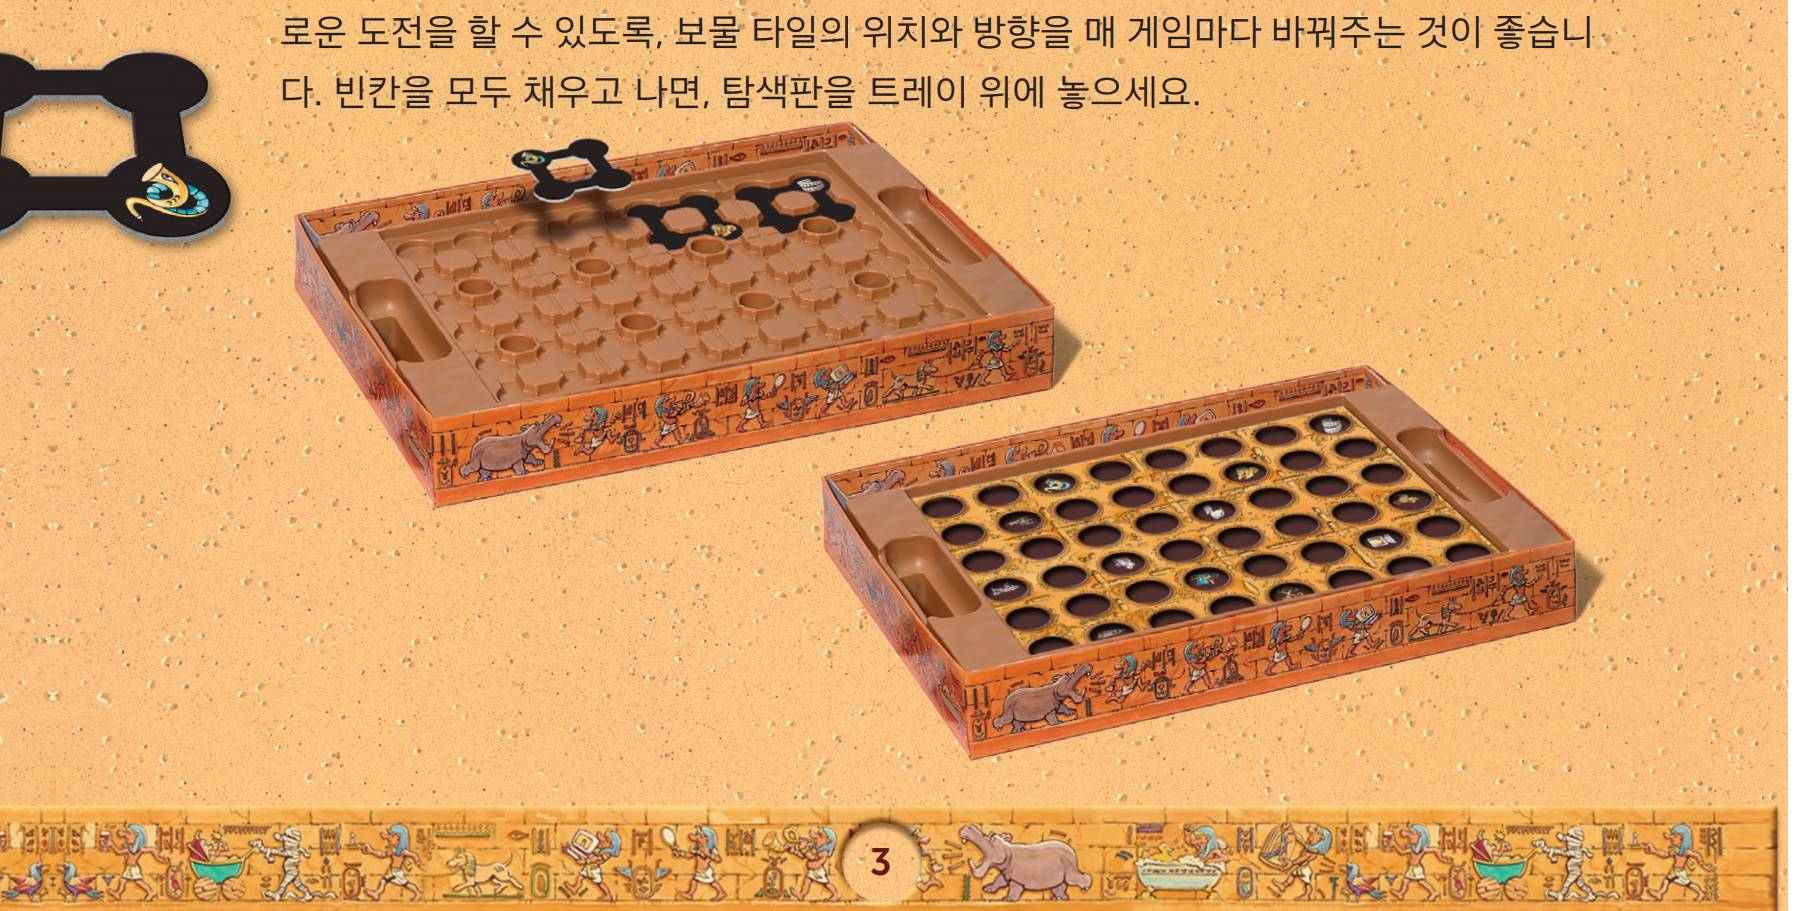 로운 도전을 할 수 있도록, 보물 타일의 위치와 방향을 매 게임마다 바꿔주는 것이 좋습니
다. 빈칸을 모두 채우고 나면, 탐색판을 트레이 위에 놓으세요.
3